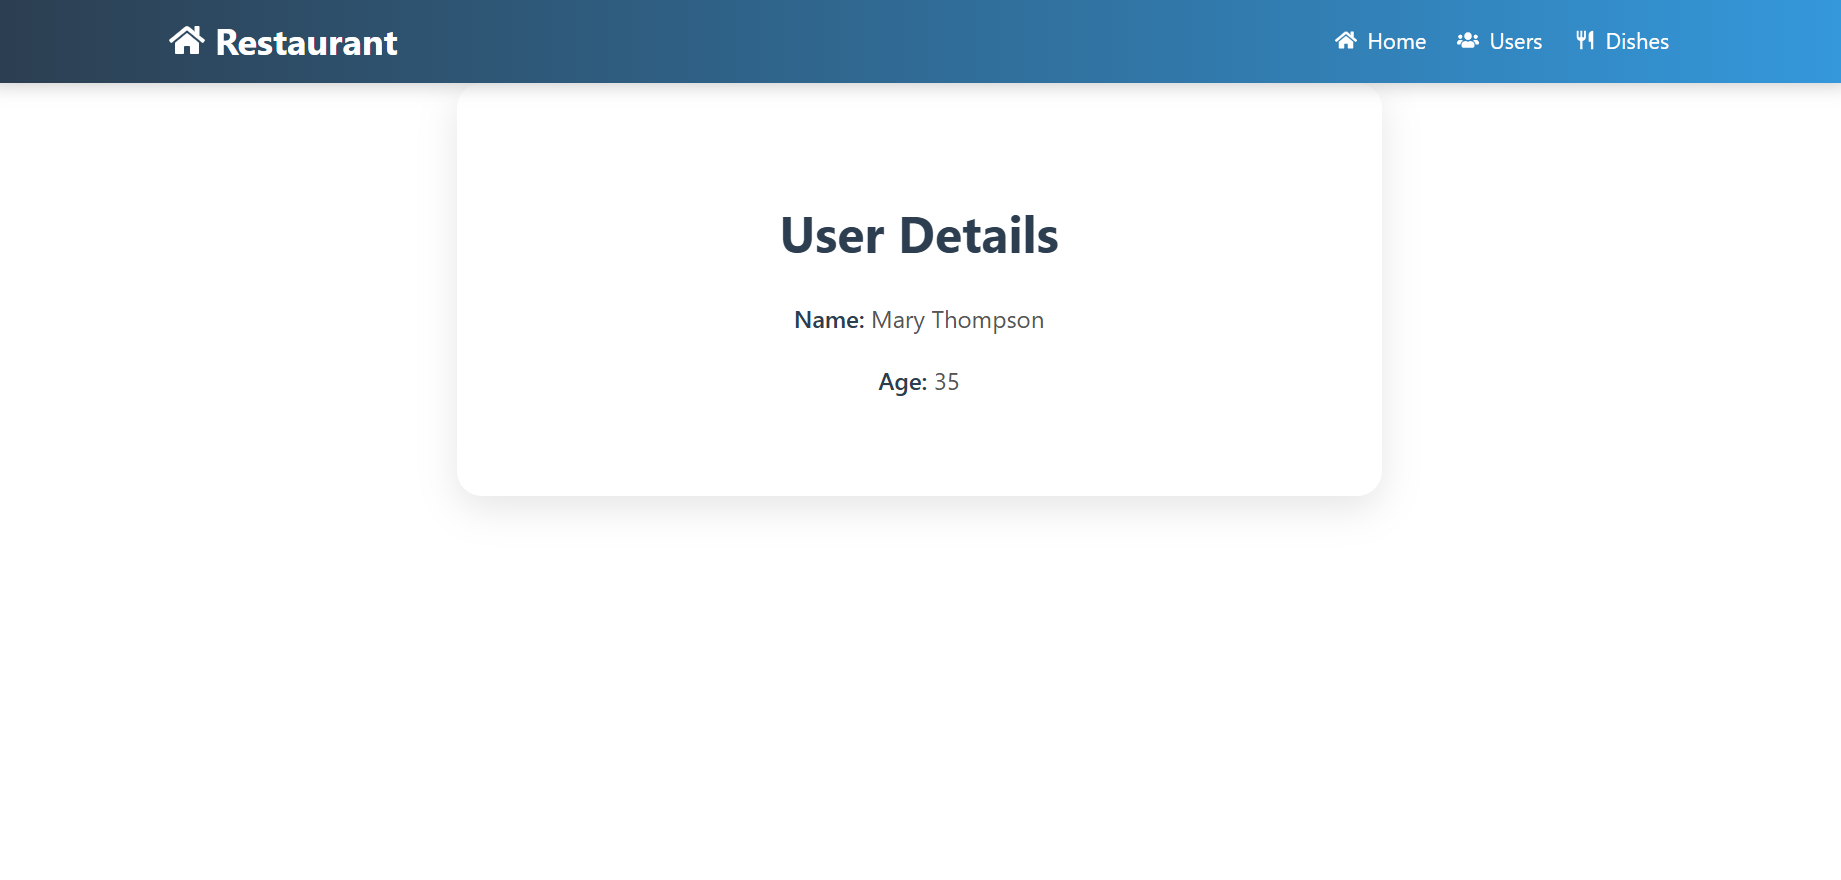 Restaurant
Home Users Dishes
User Details
Name: Mary Thompson
Age: 35